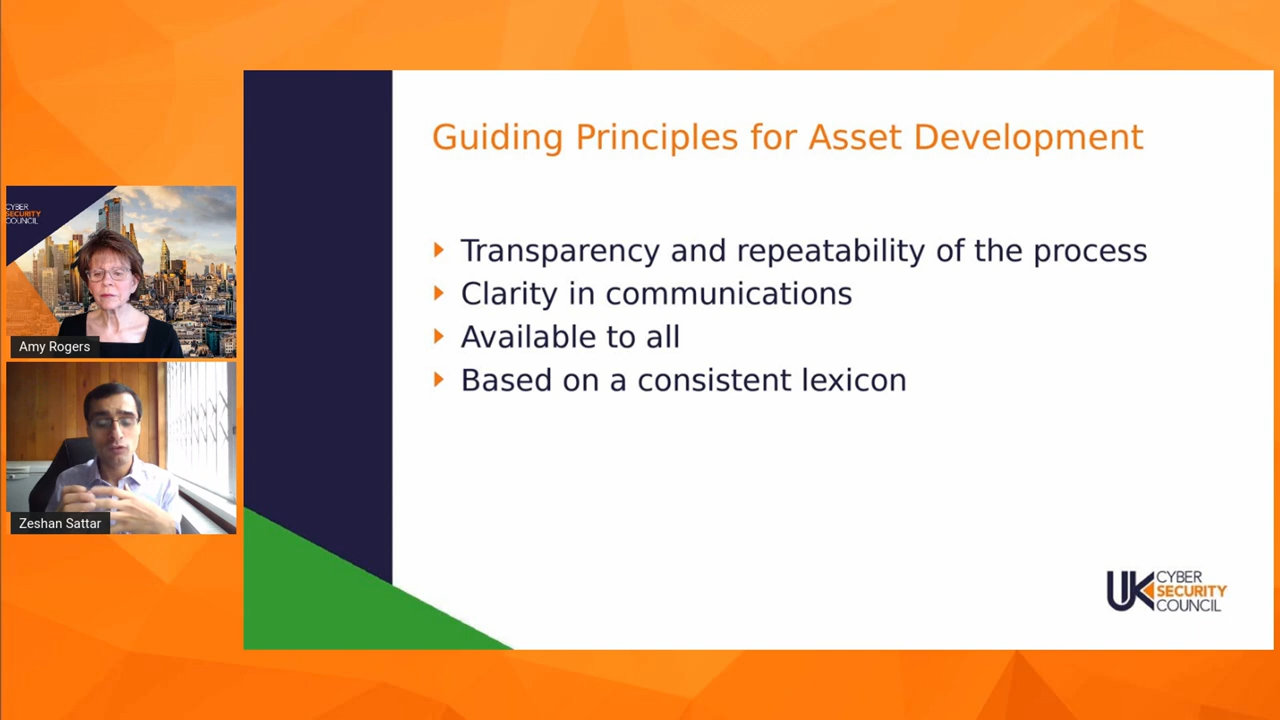 Guiding Principles for Asset Development
Transparency and repeatability of the process
Clarity in communications
Available to all
Based on a consistent lexicon
UK CYBER
SECURITY
COUNCIL
CYBER
SECURITY
COUNCIL
Amy Rogers
Zeshan Sattar